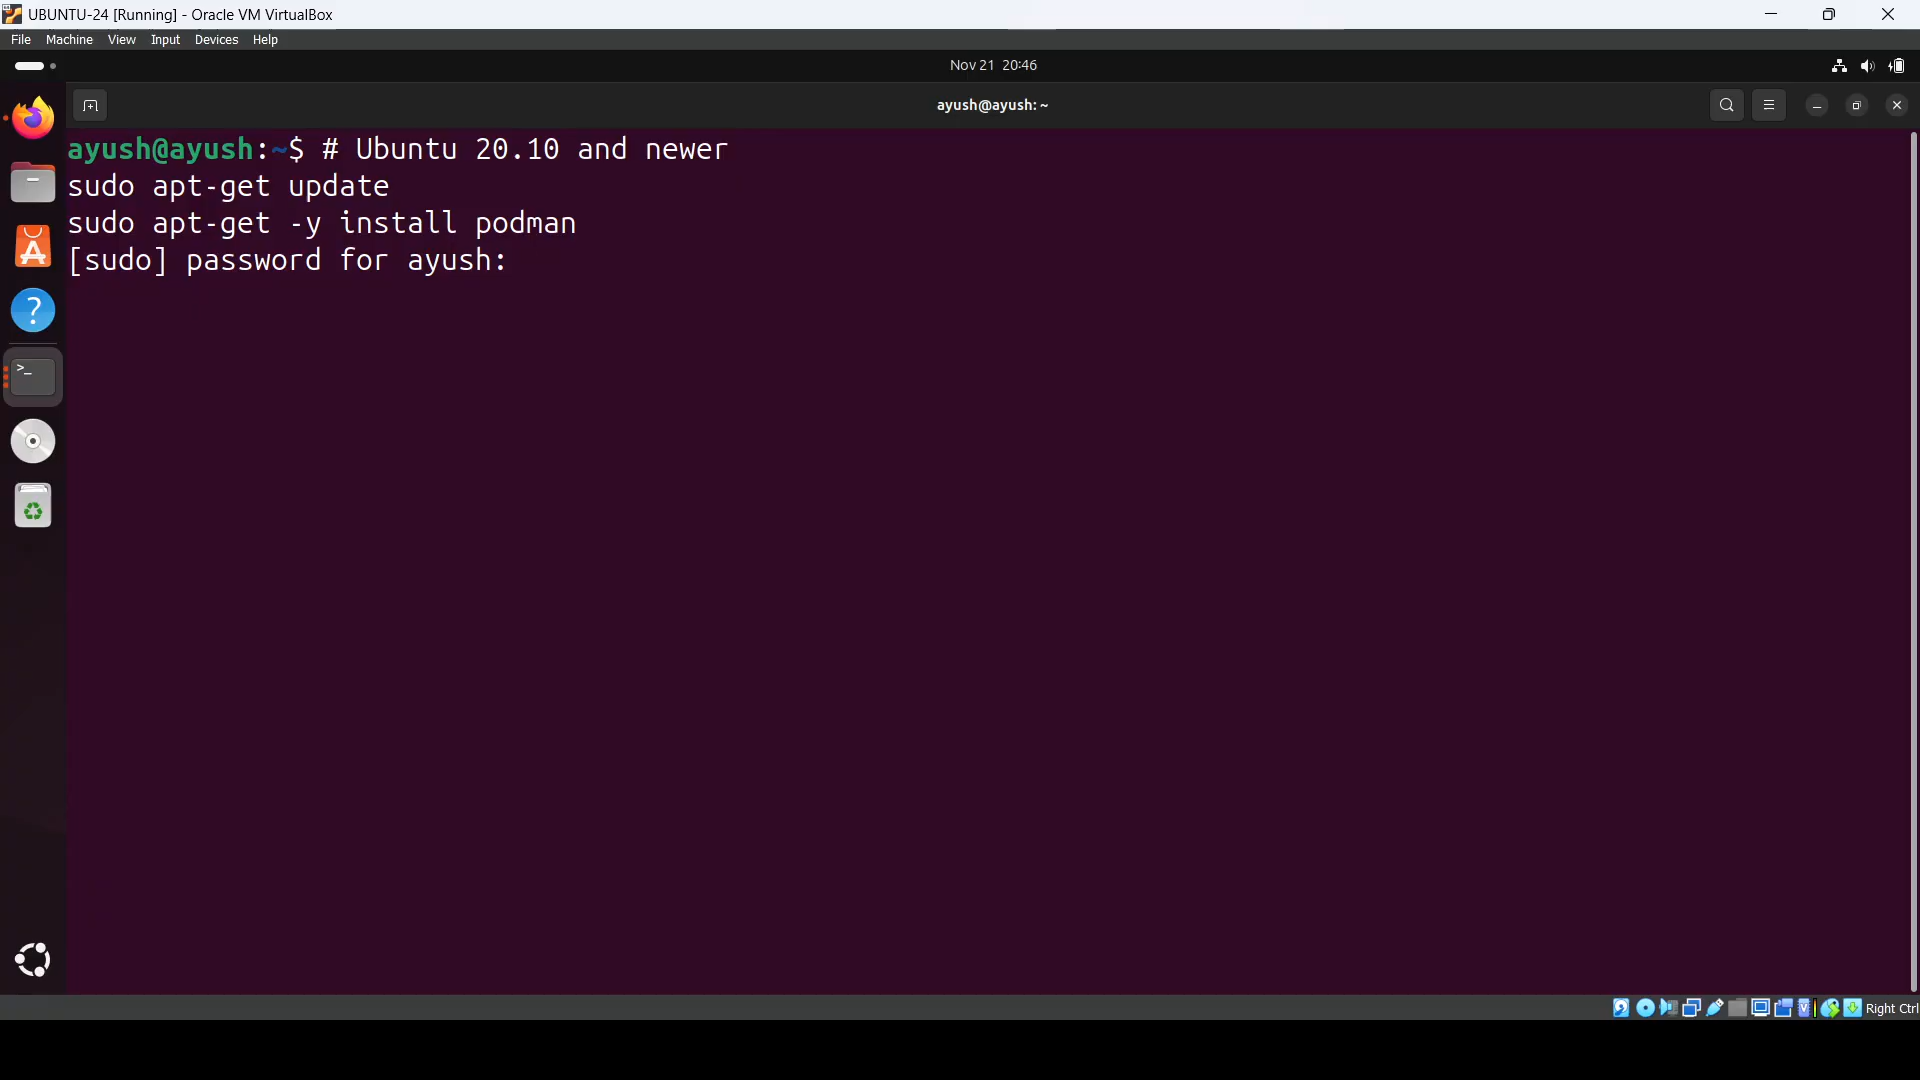 UBUNTU-24 [Running] - Oracle VM VirtualBox
File Machine View Input Devices Help
Nov 21 20:46
ayush@ayush: ~
ayush@ayush:~$ # Ubuntu 20.10 and newer
sudo apt-get update
sudo apt-get -y install podman
[sudo] password for ayush:
Right Ctrl